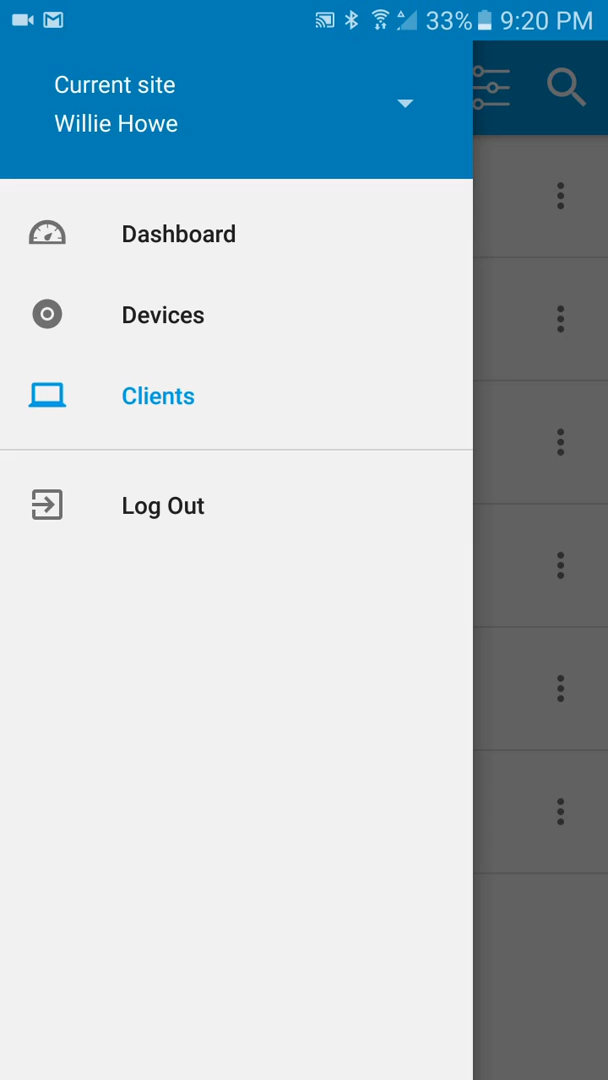 33% 9:20 PM
Current site
Willie Howe
Dashboard
Devices
Clients
Log Out